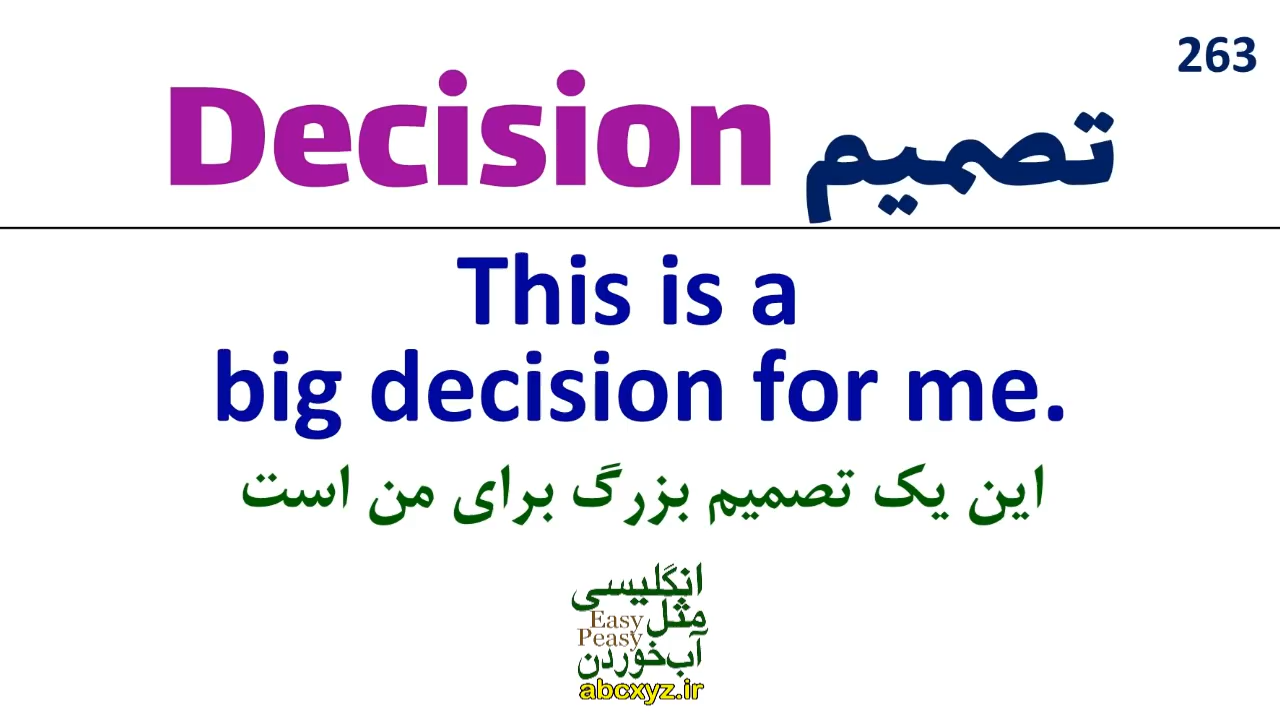 263
Decision تصمیم
This is a
big decision for me.
این یک تصمیم بزرگ برای من است
انگلیسی
مثل
Easy
Peasy
آب‌خوردن
abcxyz.ir